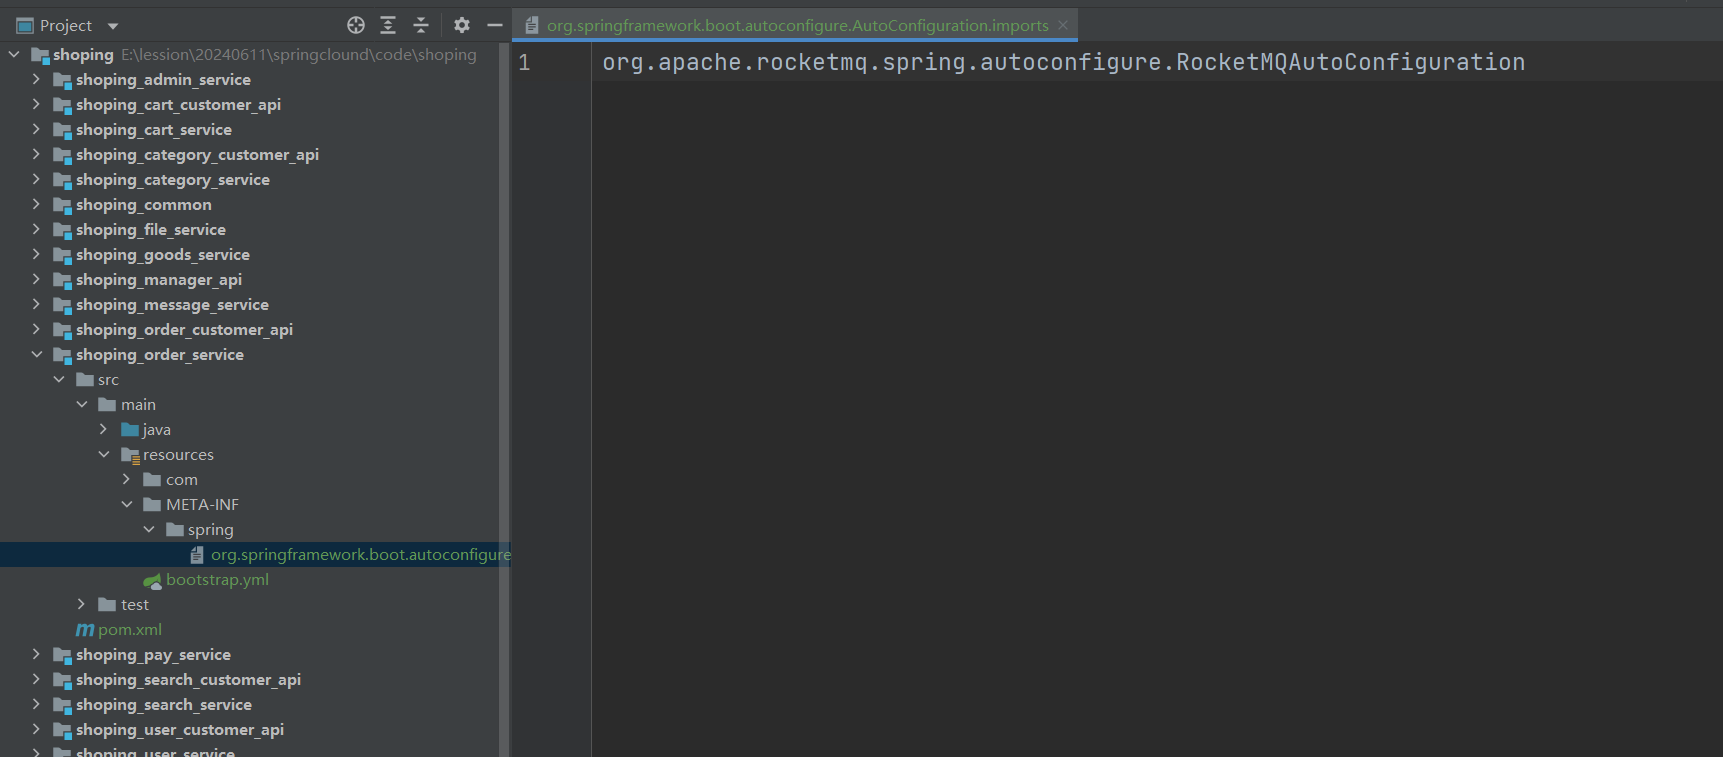 Project
org.springframework.boot.autoconfigure.AutoConfiguration.imports
shoping E:\lession\20240611\springclound\code\shoping
shoping_admin_service
shoping_cart_customer_api
shoping_cart_service
shoping_category_customer_api
shoping_category_service
shoping_common
shoping_file_service
shoping_goods_service
shoping_manager_api
shoping_message_service
shoping_order_customer_api
shoping_order_service
src
main
java
resources
com
META-INF
spring
org.springframework.boot.autoconfigure
bootstrap.yml
test
m pom.xml
shoping_pay_service
shoping_search_customer_api
shoping_search_service
shoping_user_customer_api
shoping_user_service
1 org.apache.rocketmq.spring.autoconfigure.RocketMQAutoConfiguration